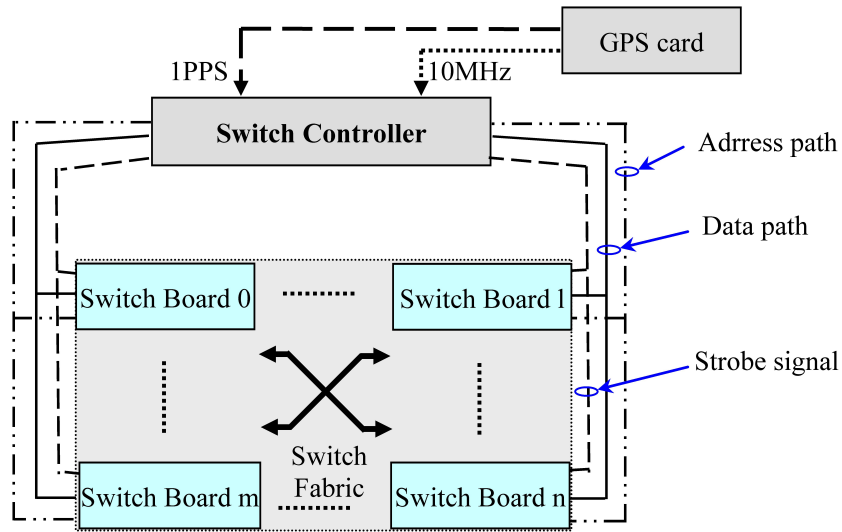 GPS card
1PPS
10MHz
Switch Controller
Adrress path
Data path
Switch Board 0
Switch Board l
Strobe signal
Switch
Fabric
Switch Board m
Switch Board n